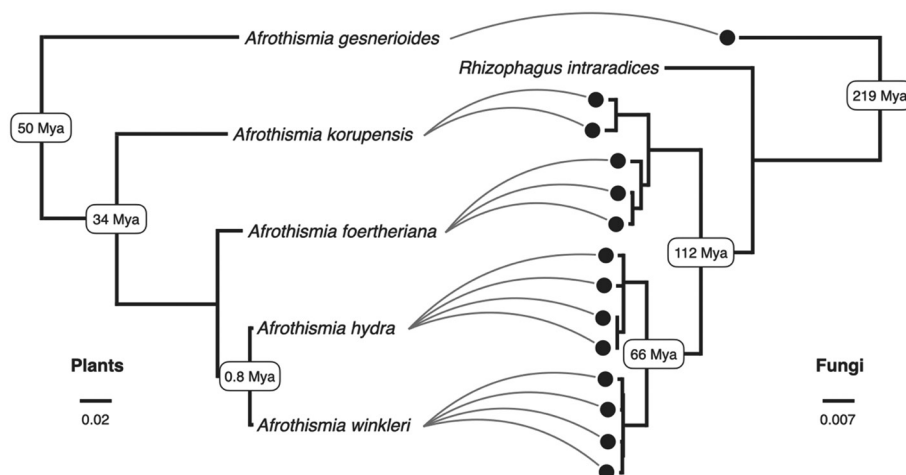 Afrothismia gesnerioides
Rhizophagus intraradices
219 Mya
50 Mya
Afrothismia korupensis
34 Mya
Afrothismia foertheriana
112 Mya
Afrothismia hydra
66 Mya
Plants
0.8 Mya
Fungi
0.02
0.007
Afrothismia winkleri